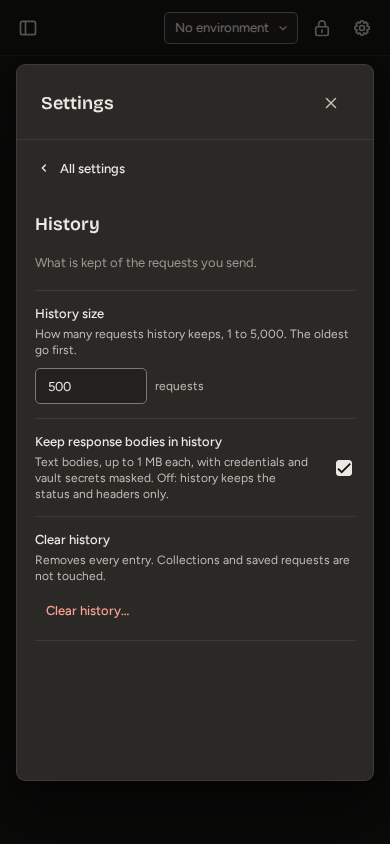 No environment
Settings
All settings
History
What is kept of the requests you send.
History size
How many requests history keeps, 1 to 5,000. The oldest
go first.
500 requests
Keep response bodies in history
Text bodies, up to 1 MB each, with credentials and
vault secrets masked. Off: history keeps the
status and headers only.
Clear history
Removes every entry. Collections and saved requests are
not touched.
Clear history...